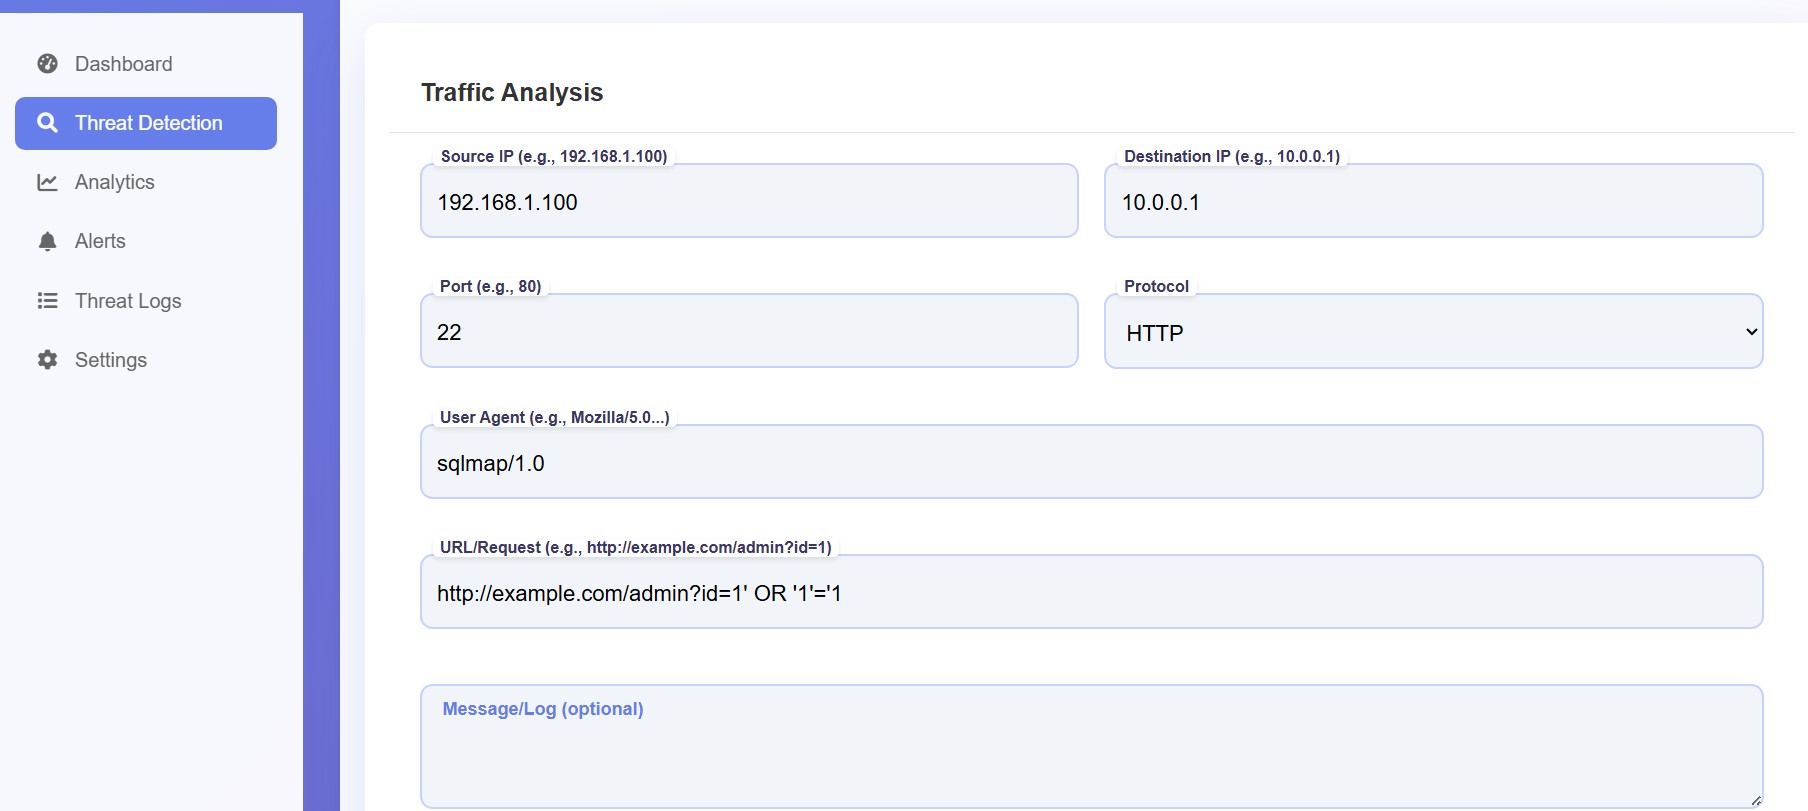 Dashboard
Threat Detection
Analytics
Alerts
Threat Logs
Settings
Traffic Analysis
Source IP (e.g., 192.168.1.100)
192.168.1.100
Destination IP (e.g., 10.0.0.1)
10.0.0.1
Port (e.g., 80)
22
Protocol
HTTP
User Agent (e.g., Mozilla/5.0...)
sqlmap/1.0
URL/Request (e.g., http://example.com/admin?id=1)
http://example.com/admin?id=1' OR '1'='1
Message/Log (optional)